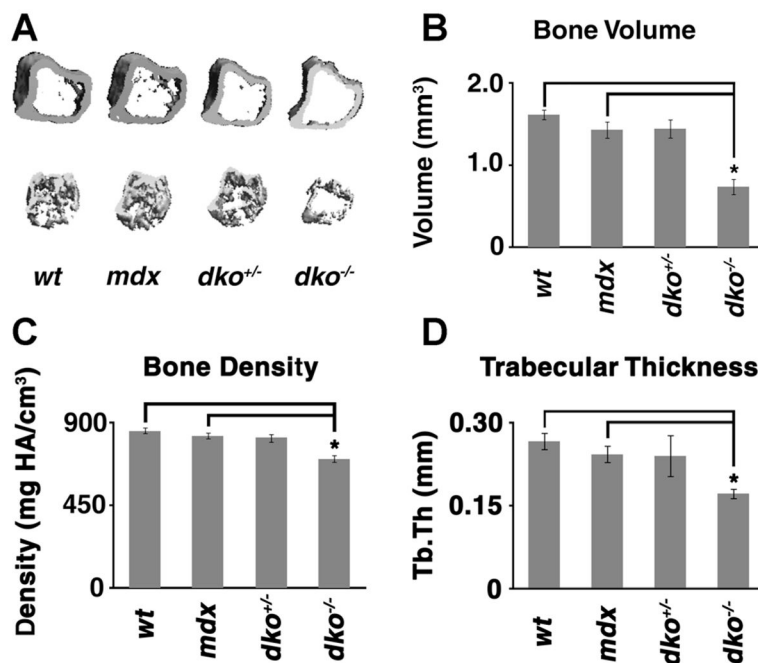 A
wt mdx dko+/- dko-/-
B
Bone Volume
Volume (mm³)
2.0
1.0
0
*
wt mdx dko+/- dko-/-
C
Bone Density
Density (mg HA/cm³)
900
450
0
*
wt mdx dko+/- dko-/-
D
Trabecular Thickness
Tb.Th (mm)
0.30
0.15
0
*
wt mdx dko+/- dko-/-